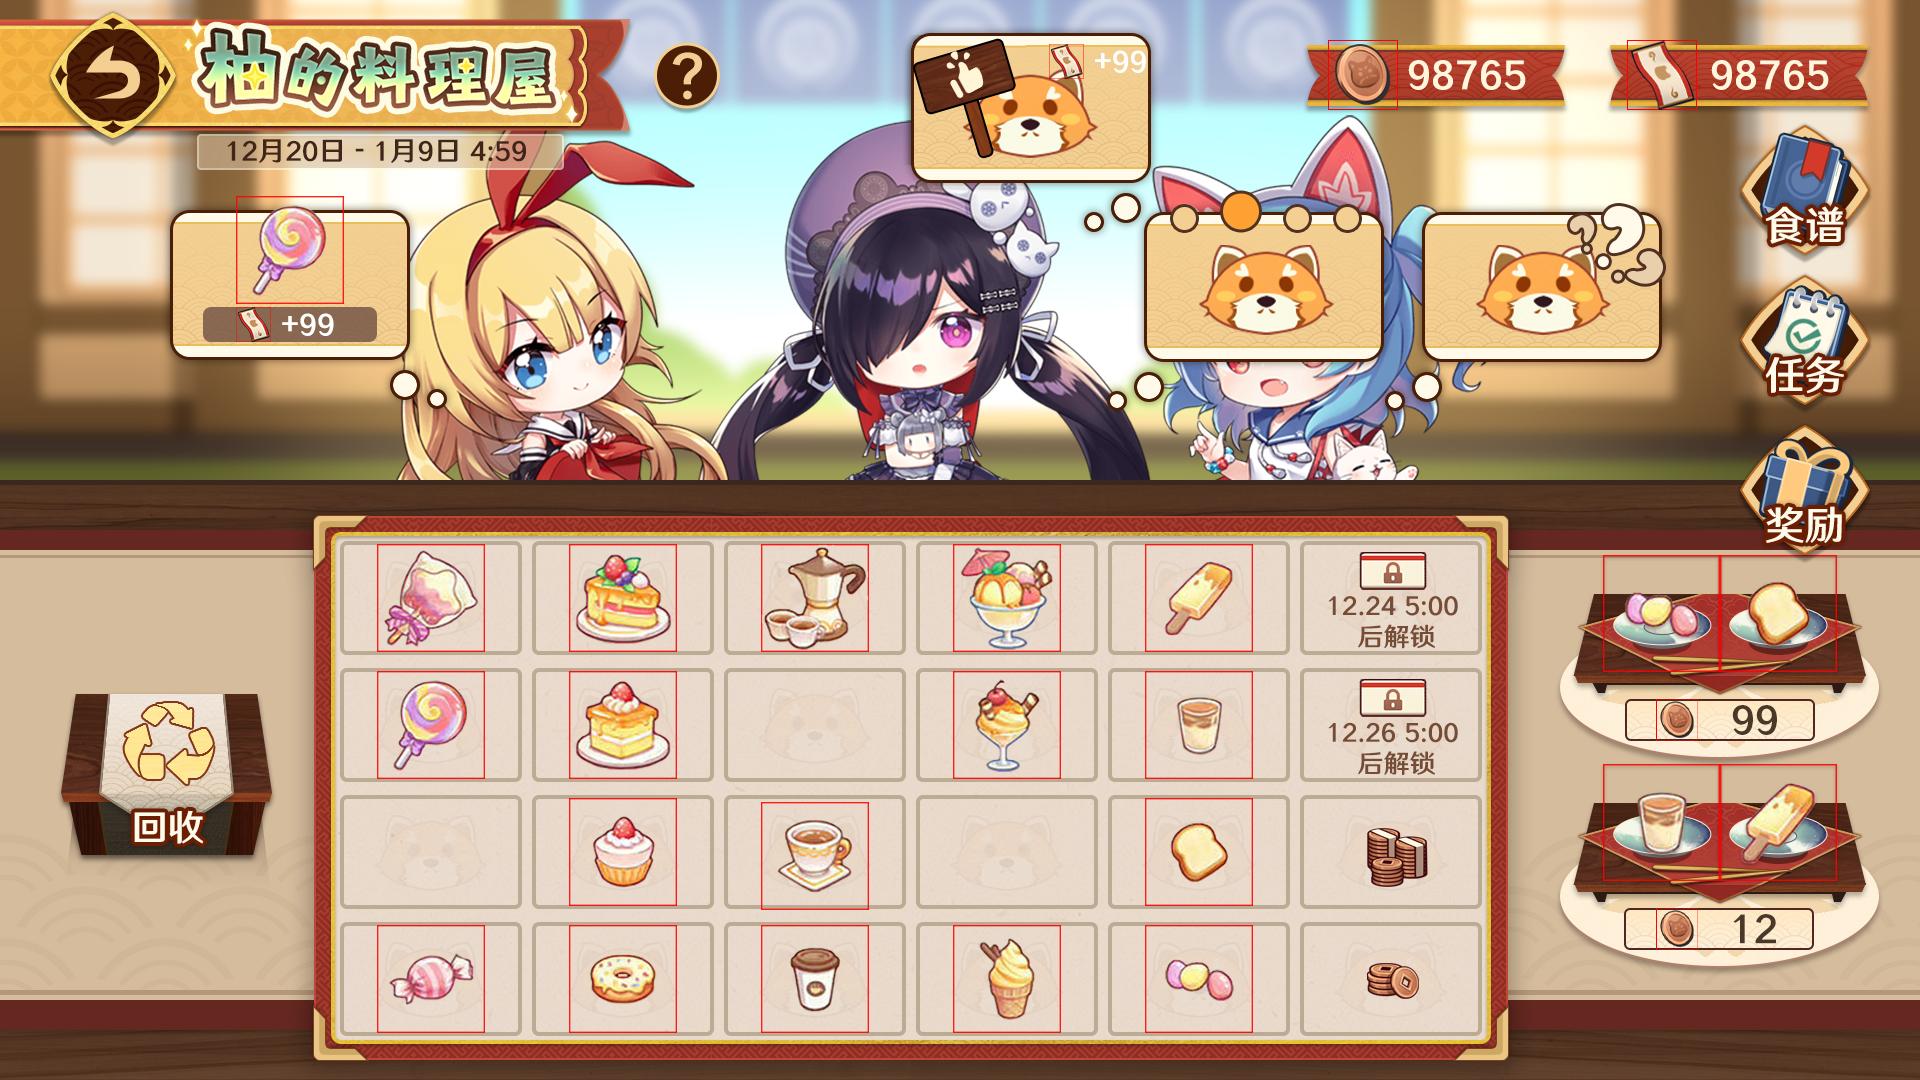 柚的料理屋
?
12月20日 - 1月9日 4:59
+99
98765
98765
+99
食谱
任务
奖励
12.24 5:00
后解锁
12.26 5:00
后解锁
回收
99
12